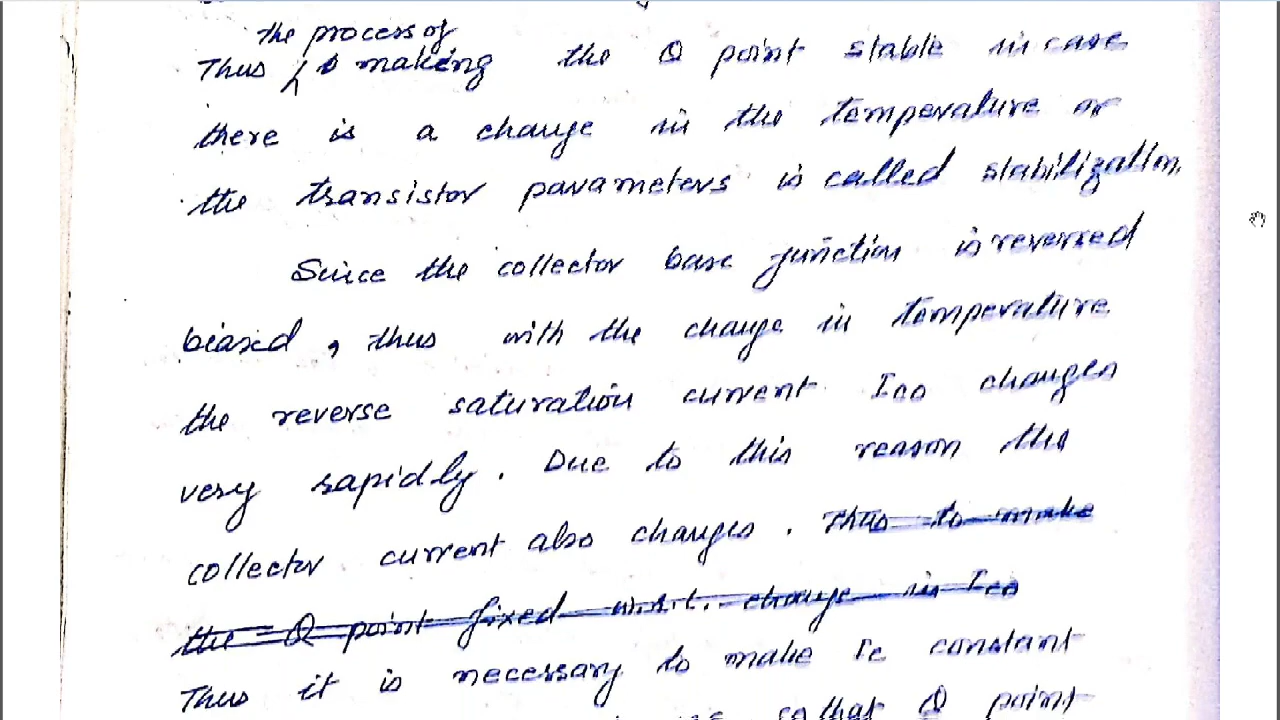 the process of
Thus making the Q point stable in case
there is a change in the temperature or
the transistor parameters is called stabilization.
Since the collector base junction is reversed
biased, thus with the change in temperature
the reverse saturation current Ico changes
very rapidly. Due to this reason the
collector current also changes. Thus to make
the Q point fixed w.r.t. change in Ico
Thus it is necessary to make Ic constant
so that Q point